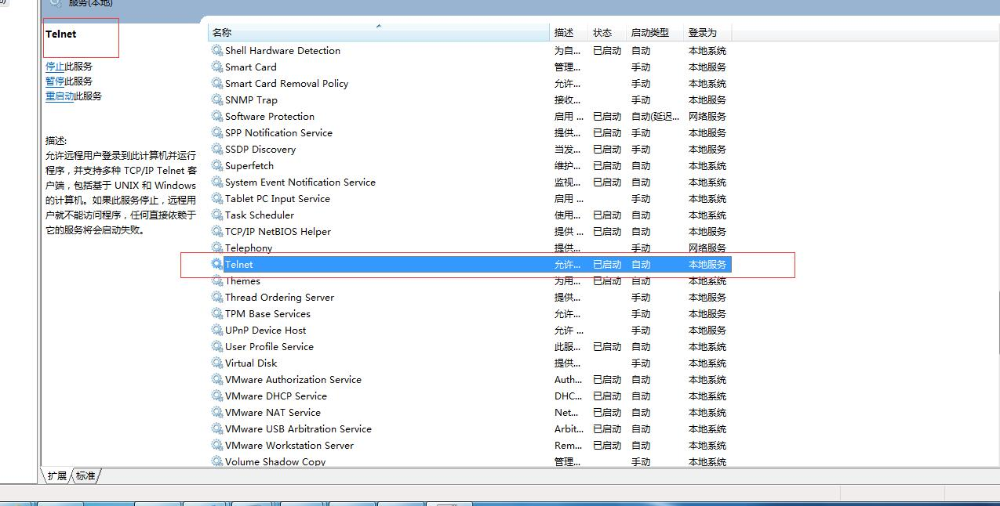 服务(本地)
Telnet
停止此服务
暂停此服务
重启动此服务
描述:
允许远程用户登录到此计算机并运行
程序，并支持多种 TCP/IP Telnet 客
户端，包括基于 UNIX 和 Windows
的计算机。如果此服务停止，远程用
户就不能访问程序，任何直接依赖于
它的服务将会启动失败。
名称 描述 状态 启动类型 登录为
Shell Hardware Detection 为自... 已启动 自动 本地系统
Smart Card 管理... 手动 本地服务
Smart Card Removal Policy 允许... 手动 本地系统
SNMP Trap 接收... 手动 本地服务
Software Protection 启用 ... 已启动 自动(延迟... 网络服务
SPP Notification Service 提供... 已启动 手动 本地服务
SSDP Discovery 当发... 已启动 手动 本地服务
Superfetch 维护... 已启动 自动 本地系统
System Event Notification Service 监视... 已启动 自动 本地系统
Tablet PC Input Service 启用 ... 手动 本地系统
Task Scheduler 使用... 已启动 自动 本地系统
TCP/IP NetBIOS Helper 提供 ... 已启动 自动 本地服务
Telephony 提供... 手动 网络服务
Telnet 允许... 已启动 自动 本地服务
Themes 为用... 已启动 自动 本地系统
Thread Ordering Server 提供... 手动 本地服务
TPM Base Services 允许... 手动 本地服务
UPnP Device Host 允许 ... 手动 本地服务
User Profile Service 此服... 已启动 自动 本地系统
Virtual Disk 提供... 手动 本地系统
VMware Authorization Service Auth... 已启动 自动 本地系统
VMware DHCP Service DHC... 已启动 自动 本地系统
VMware NAT Service Net... 已启动 自动 本地系统
VMware USB Arbitration Service Arbit... 已启动 自动 本地系统
VMware Workstation Server Rem... 已启动 自动 本地系统
Volume Shadow Copy 管理... 手动 本地系统
扩展 标准